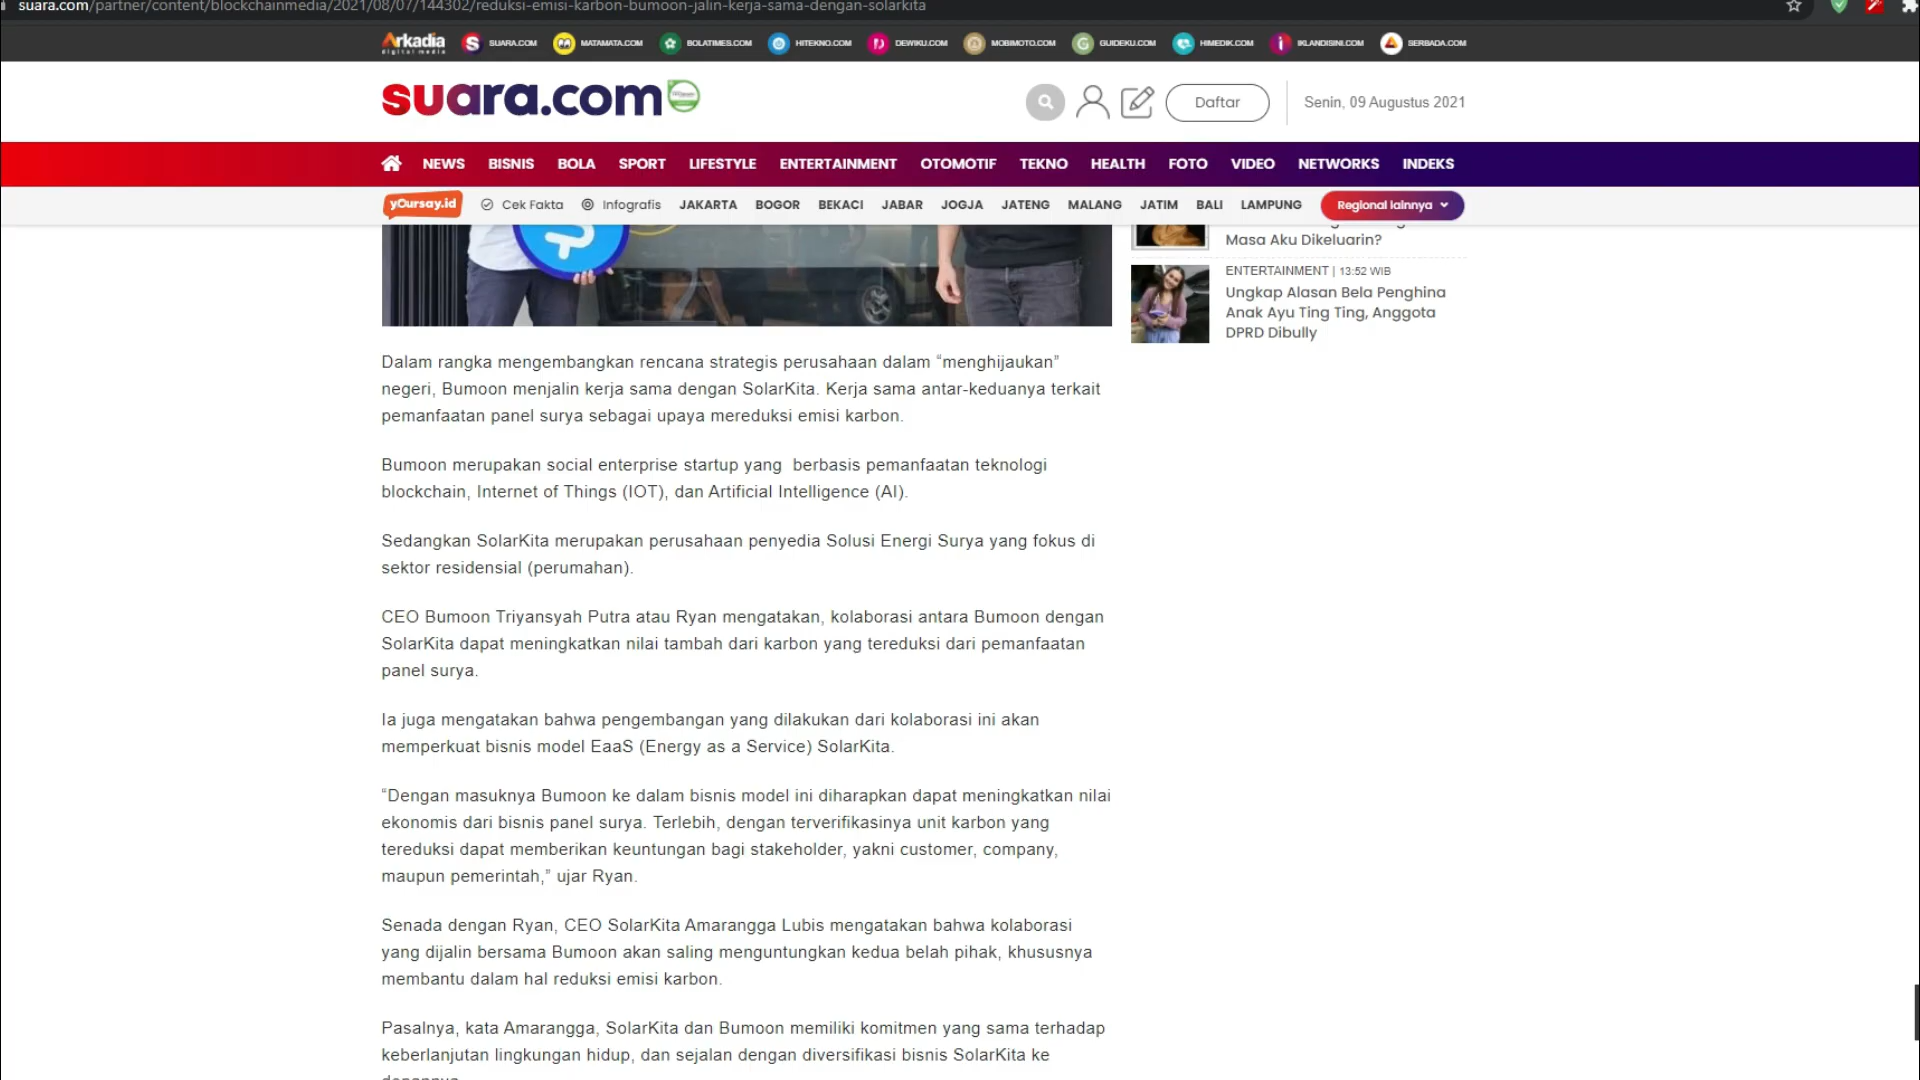 suara.com/partner/content/blockchainmedia/2021/08/07/144302/reduksi-emisi-karbon-bumoon-jalin-kerja-sama-dengan-solarkita
Arkadia
digital media
SUARA.COM
MATAMATA.COM
BOLATIMES.COM
HITEKNO.COM
DEWIKU.COM
MOBIMOTO.COM
GUIDEKU.COM
HIMEDIK.COM
IKLANDISINI.COM
SERBADA.COM
suara.com
Daftar
Senin, 09 Augustus 2021
NEWS BISNIS BOLA SPORT LIFESTYLE ENTERTAINMENT OTOMOTIF TEKNO HEALTH FOTO VIDEO NETWORKS INDEKS
yOursay.id Cek Fakta Infografis JAKARTA BOGOR BEKACI JABAR JOGJA JATENG MALANG JATIM BALI LAMPUNG Regional lainnya
Masa Aku Dikeluarin?
ENTERTAINMENT | 13:52 WIB
Ungkap Alasan Bela Penghina
Anak Ayu Ting Ting, Anggota
DPRD Dibully
Dalam rangka mengembangkan rencana strategis perusahaan dalam “menghijaukan”
negeri, Bumoon menjalin kerja sama dengan SolarKita. Kerja sama antar-keduanya terkait
pemanfaatan panel surya sebagai upaya mereduksi emisi karbon.
Bumoon merupakan social enterprise startup yang  berbasis pemanfaatan teknologi
blockchain, Internet of Things (IOT), dan Artificial Intelligence (AI).
Sedangkan SolarKita merupakan perusahaan penyedia Solusi Energi Surya yang fokus di
sektor residensial (perumahan).
CEO Bumoon Triyansyah Putra atau Ryan mengatakan, kolaborasi antara Bumoon dengan
SolarKita dapat meningkatkan nilai tambah dari karbon yang tereduksi dari pemanfaatan
panel surya.
Ia juga mengatakan bahwa pengembangan yang dilakukan dari kolaborasi ini akan
memperkuat bisnis model EaaS (Energy as a Service) SolarKita.
“Dengan masuknya Bumoon ke dalam bisnis model ini diharapkan dapat meningkatkan nilai
ekonomis dari bisnis panel surya. Terlebih, dengan terverifikasinya unit karbon yang
tereduksi dapat memberikan keuntungan bagi stakeholder, yakni customer, company,
maupun pemerintah,” ujar Ryan.
Senada dengan Ryan, CEO SolarKita Amarangga Lubis mengatakan bahwa kolaborasi
yang dijalin bersama Bumoon akan saling menguntungkan kedua belah pihak, khususnya
membantu dalam hal reduksi emisi karbon.
Pasalnya, kata Amarangga, SolarKita dan Bumoon memiliki komitmen yang sama terhadap
keberlanjutan lingkungan hidup, dan sejalan dengan diversifikasi bisnis SolarKita ke